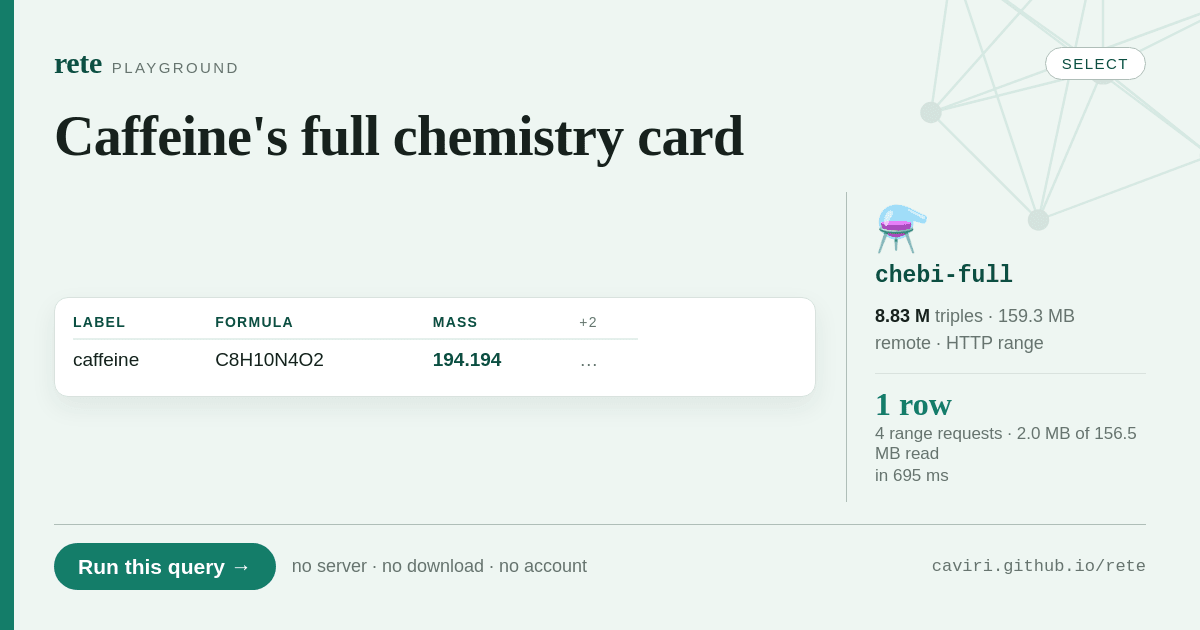 rete PLAYGROUND
SELECT
Caffeine's full chemistry card
LABEL FORMULA MASS +2
caffeine C8H10N4O2 194.194 …
chebi-full
8.83 M triples · 159.3 MB
remote · HTTP range
1 row
4 range requests · 2.0 MB of 156.5
MB read
in 695 ms
Run this query →
no server · no download · no account
caviri.github.io/rete